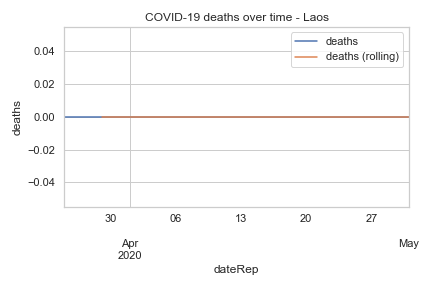 COVID-19 deaths over time - Laos
deaths
deaths (rolling)
0.04
0.02
0.00
−0.02
−0.04
deaths
30
06
13
20
27
Apr
2020
May
dateRep